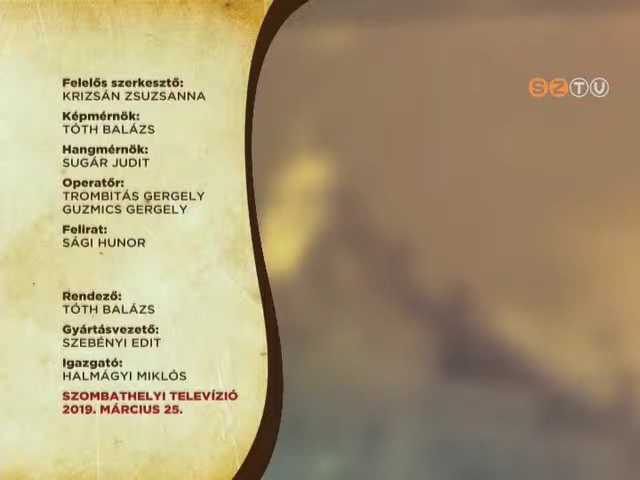 Felelős szerkesztő:
KRIZSÁN ZSUZSANNA
Képmérnök:
TÓTH BALÁZS
Hangmérnök:
SUGÁR JUDIT
Operatőr:
TROMBITÁS GERGELY
GUZMICS GERGELY
Felirat:
SÁGI HUNOR
Rendező:
TÓTH BALÁZS
Gyártásvezető:
SZEBÉNYI EDIT
Igazgató:
HALMÁGYI MIKLÓS
SZOMBATHELYI TELEVÍZIÓ
2019. MÁRCIUS 25.
SZTV